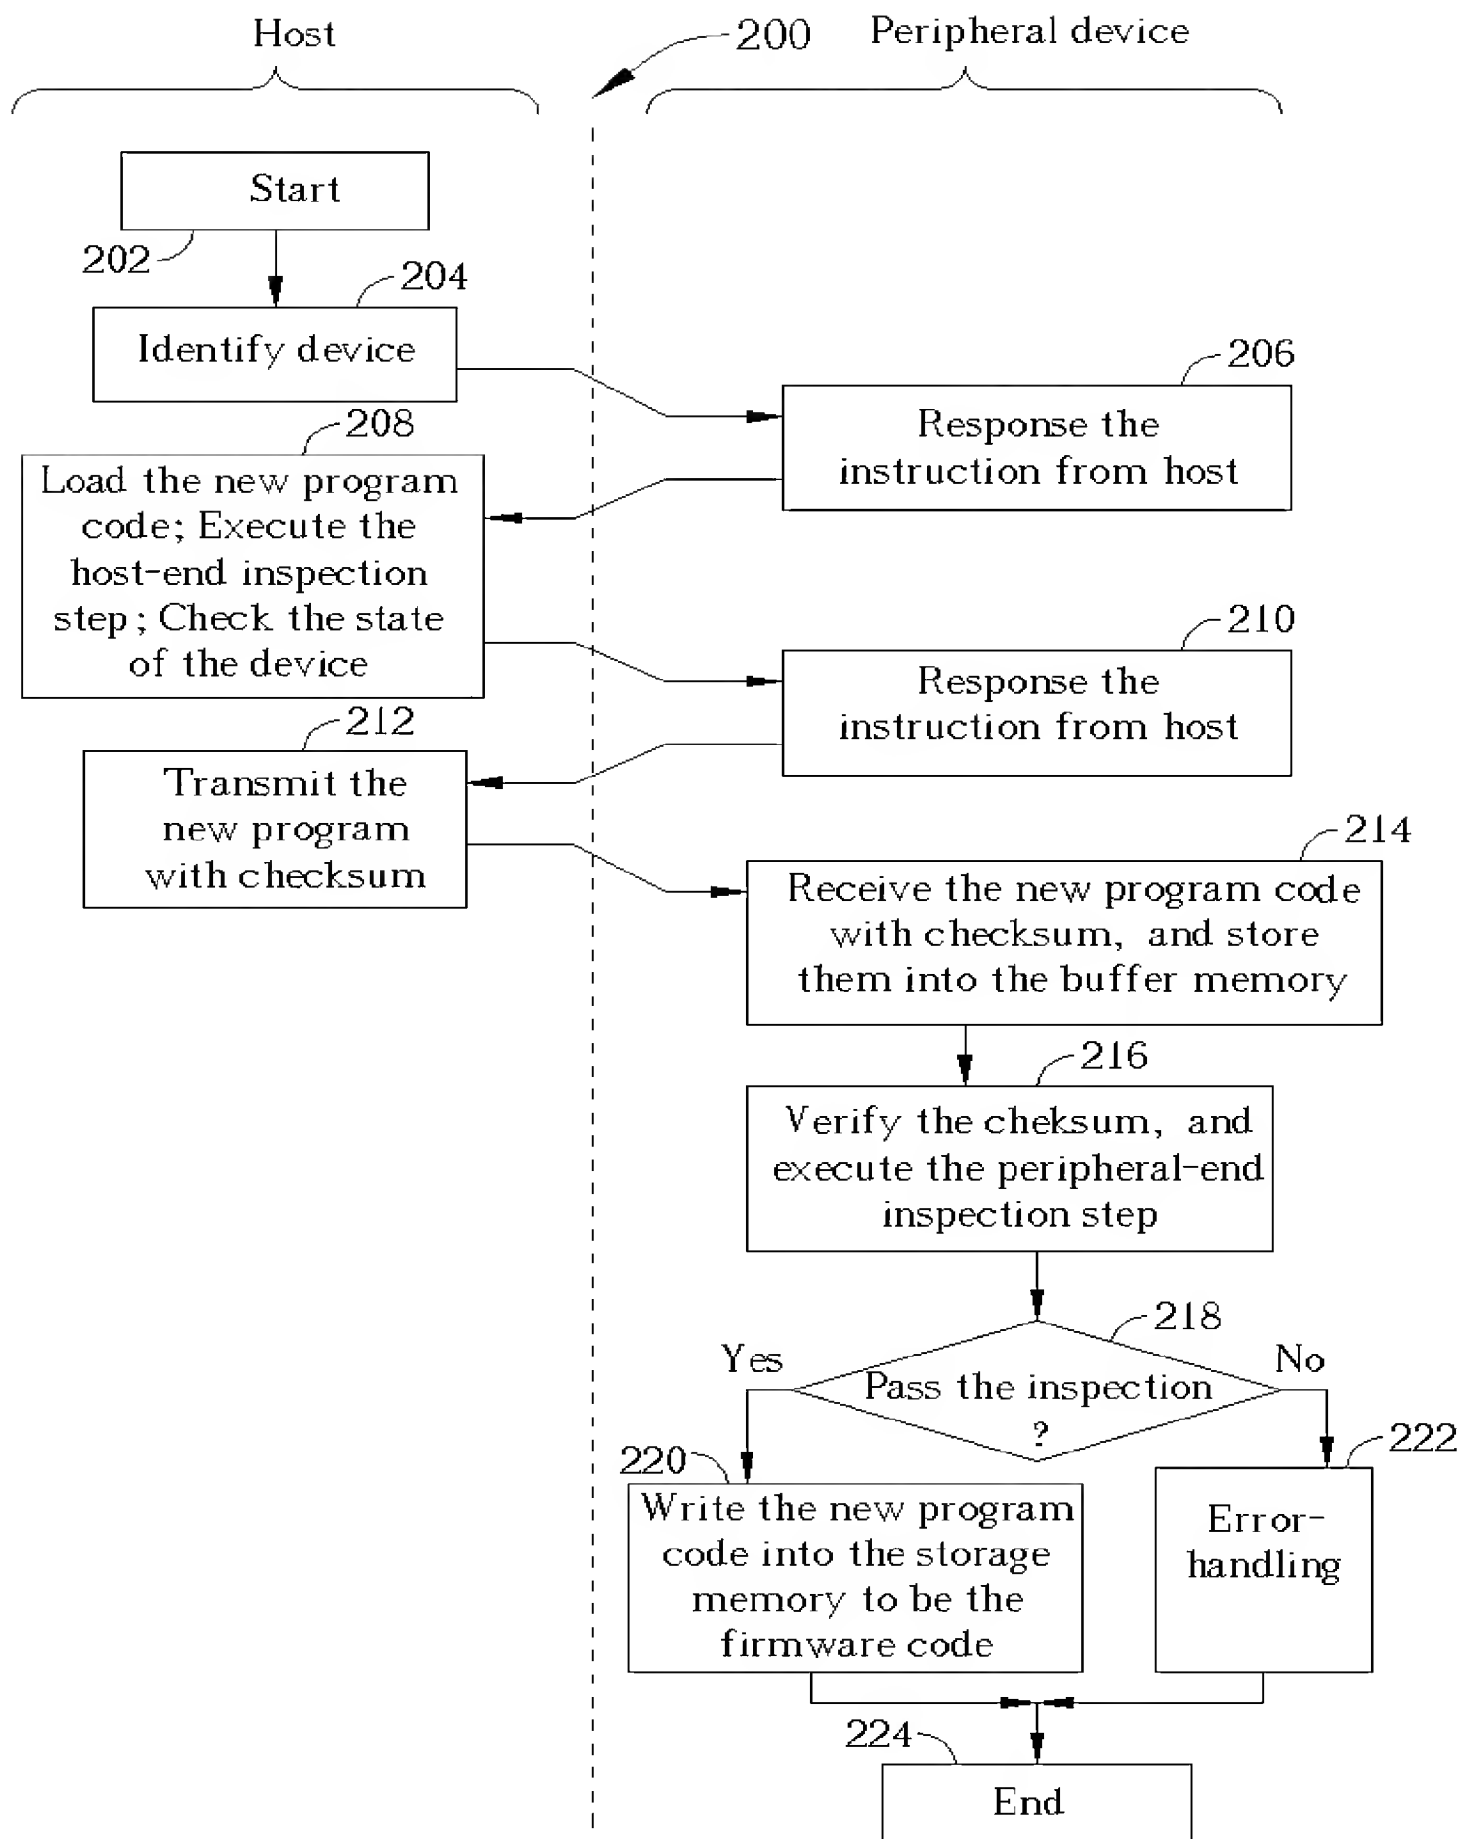 Host
200
Peripheral device
Start
202
204
Identify device
206
Response the
instruction from host
208
Load the new program
code; Execute the
host-end inspection
step; Check the state
of the device
210
Response the
instruction from host
212
Transmit the
new program
with checksum
214
Receive the new program code
with checksum, and store
them into the buffer memory
216
Verify the cheksum, and
execute the peripheral-end
inspection step
218
Yes
No
Pass the inspection
?
220
222
Write the new program
code into the storage
memory to be the
firmware code
Error-
handling
224
End